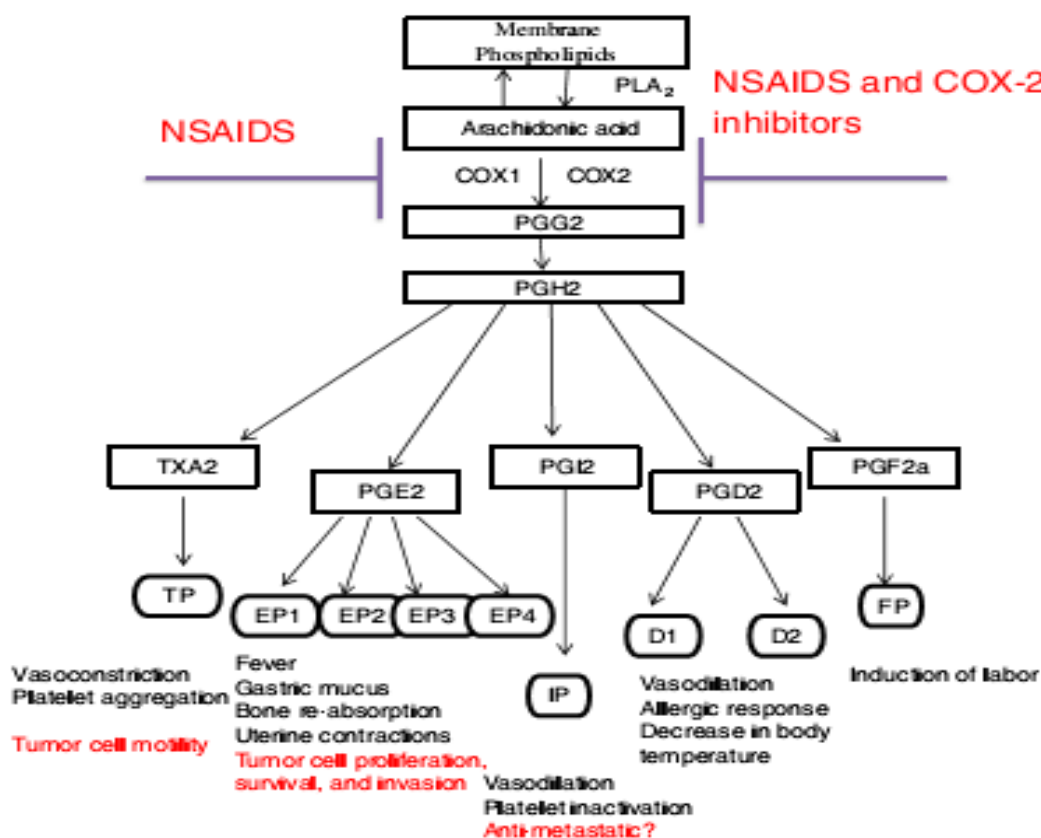 Membrane
Phospholipids
PLA₂
NSAIDS
NSAIDS and COX-2
inhibitors
Arachidonic acid
COX1
COX2
PGG2
PGH2
TXA2
PGE2
PGI2
PGD2
PGF2a
TP
EP1
EP2
EP3
EP4
IP
D1
D2
FP
Vasoconstriction
Platelet aggregation
Tumor cell motility
Fever
Gastric mucus
Bone re-absorption
Uterine contractions
Tumor cell proliferation,
survival, and invasion
Vasodilation
Platelet inactivation
Anti-metastatic?
Vasodilation
Allergic response
Decrease in body
temperature
Induction of labor